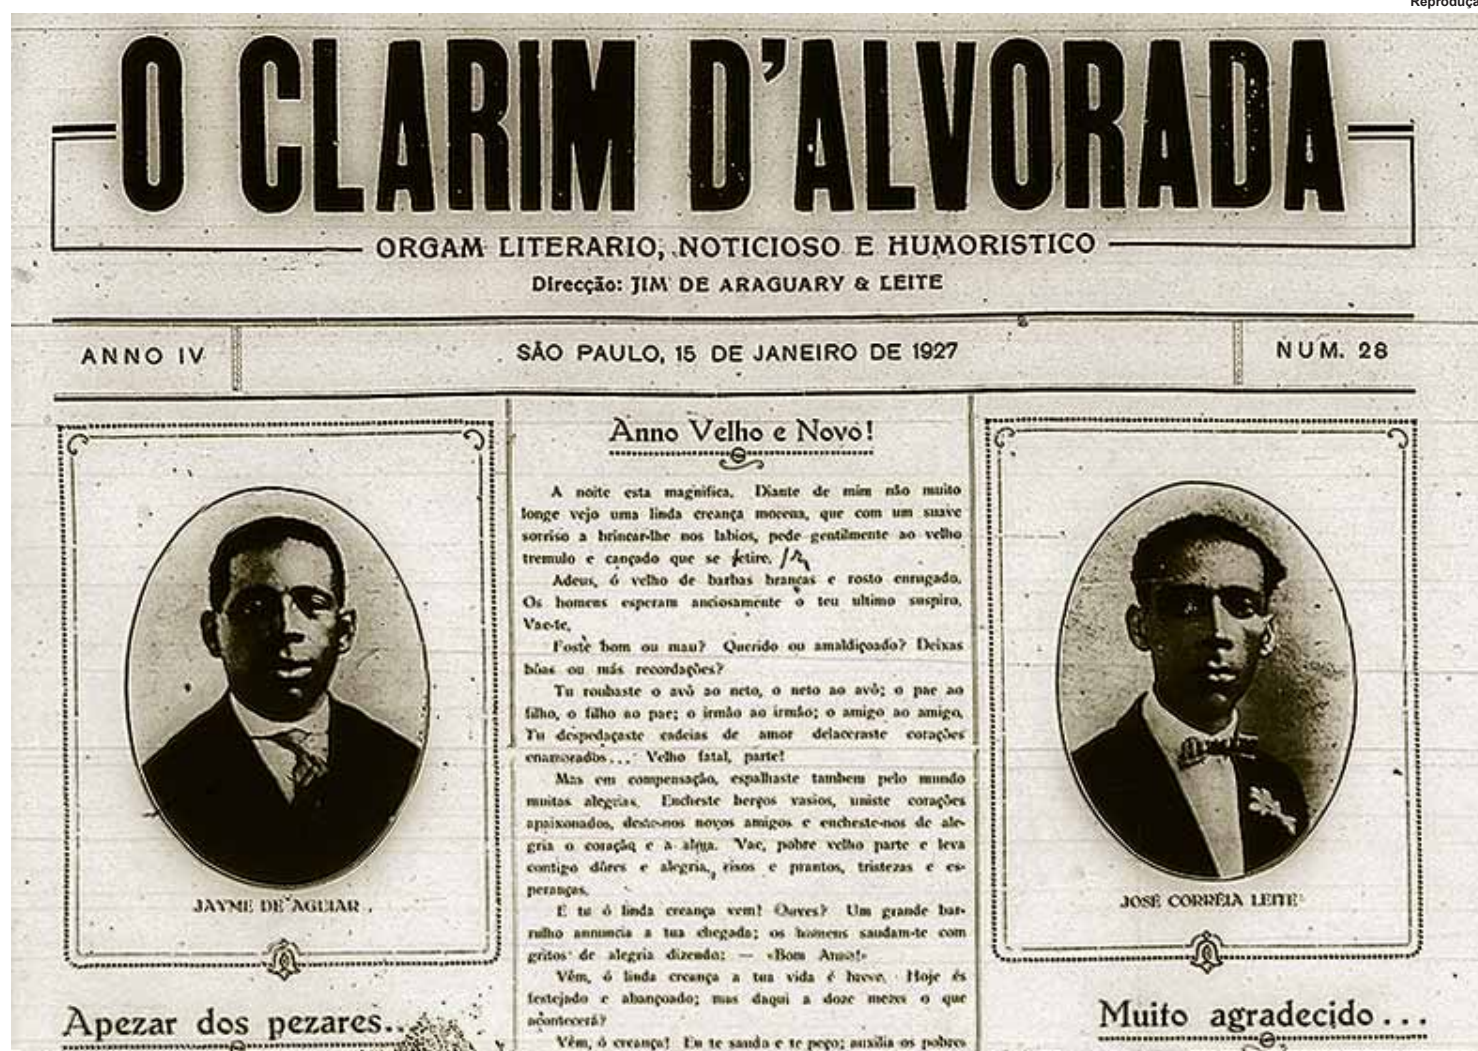 Reproduçã
O CLARIM D'ALVORADA
ORGAM LITERARIO, NOTICIOSO E HUMORISTICO
Direcção: JIM DE ARAGUARY & LEITE
ANNO IV
SÃO PAULO, 15 DE JANEIRO DE 1927
NUM. 28
JAYME DE AGUIAR
Apezar dos pezares..
Anno Velho e Novo!
A noite esta magnifica. Diante de mim não muito
longe vejo uma linda creança morena, que com um suave
sorriso a brincar-lhe nos labios, pede gentilmente ao velho
tremulo e cançado que se retire.
Adeus, ó velho de barbas brancas e rosto enrugado.
Os homens esperam anciosamente o teu ultimo suspiro.
Vae-te.
Foste bom ou mau? Querido ou amaldiçoado? Deixas
bôas ou más recordações?
Tu roubaste o avô ao neto, o neto ao avô; o pae ao
filho, o filho ao pae; o irmão ao irmão; o amigo ao amigo.
Tu despedaçaste cadeias de amor delaceraste corações
enamorados... Velho fatal, parte!
Mas em compensação, espalhaste tambem pelo mundo
muitas alegrias. Encheste berços vasios, uniste corações
apaixonados, deste-nos novos amigos e encheste-nos de ale-
gria o coração e a alma. Vae, pobre velho parte e leva
contigo dôres e alegria, risos e prantos, tristezas e es-
peranças.
E tu ó linda creança vem! Ouves? Um grande bar-
rulho annuncia a tua chegada; os homens saudam-te com
gritos de alegria dizendo: — «Bom Anno!»
Vêm, ó linda creança a tua vida é breve. Hoje és
festejado e abançoado; mas daqui a doze mezes o que
acontecerá?
Vêm, ó creança! Eu te saudo e te peço; auxilia os pobres
JOSÉ CORRÊIA LEITE
Muito agradecido...